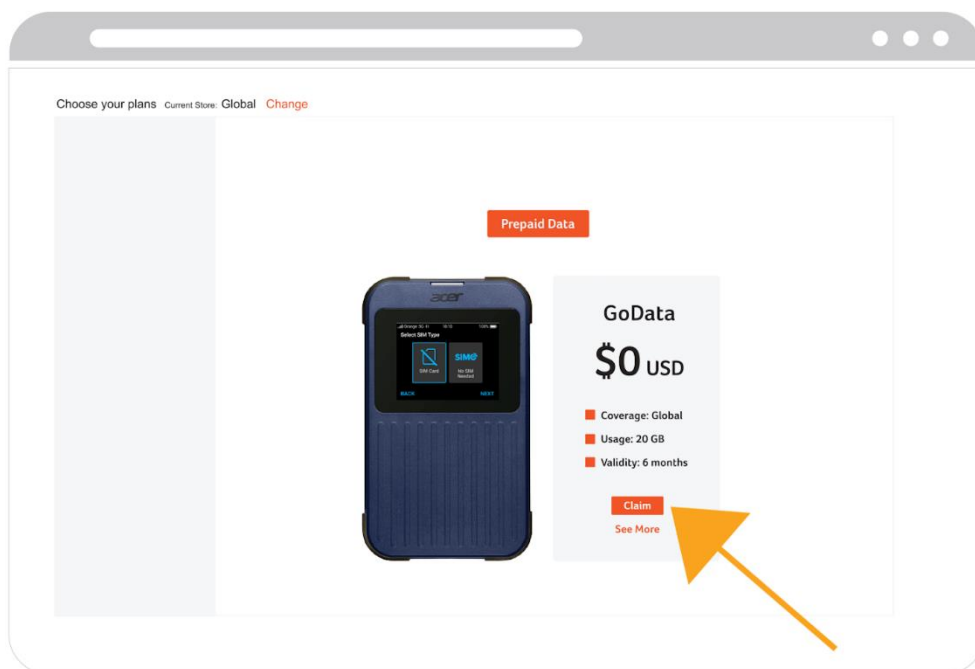 Choose your plans Current Store: Global Change
Prepaid Data
acer
Select SIM Type
SIM Card
SIMO
No SIM
Needed
BACK
NEXT
GoData
$0 USD
Coverage: Global
Usage: 20 GB
Validity: 6 months
Claim
See More